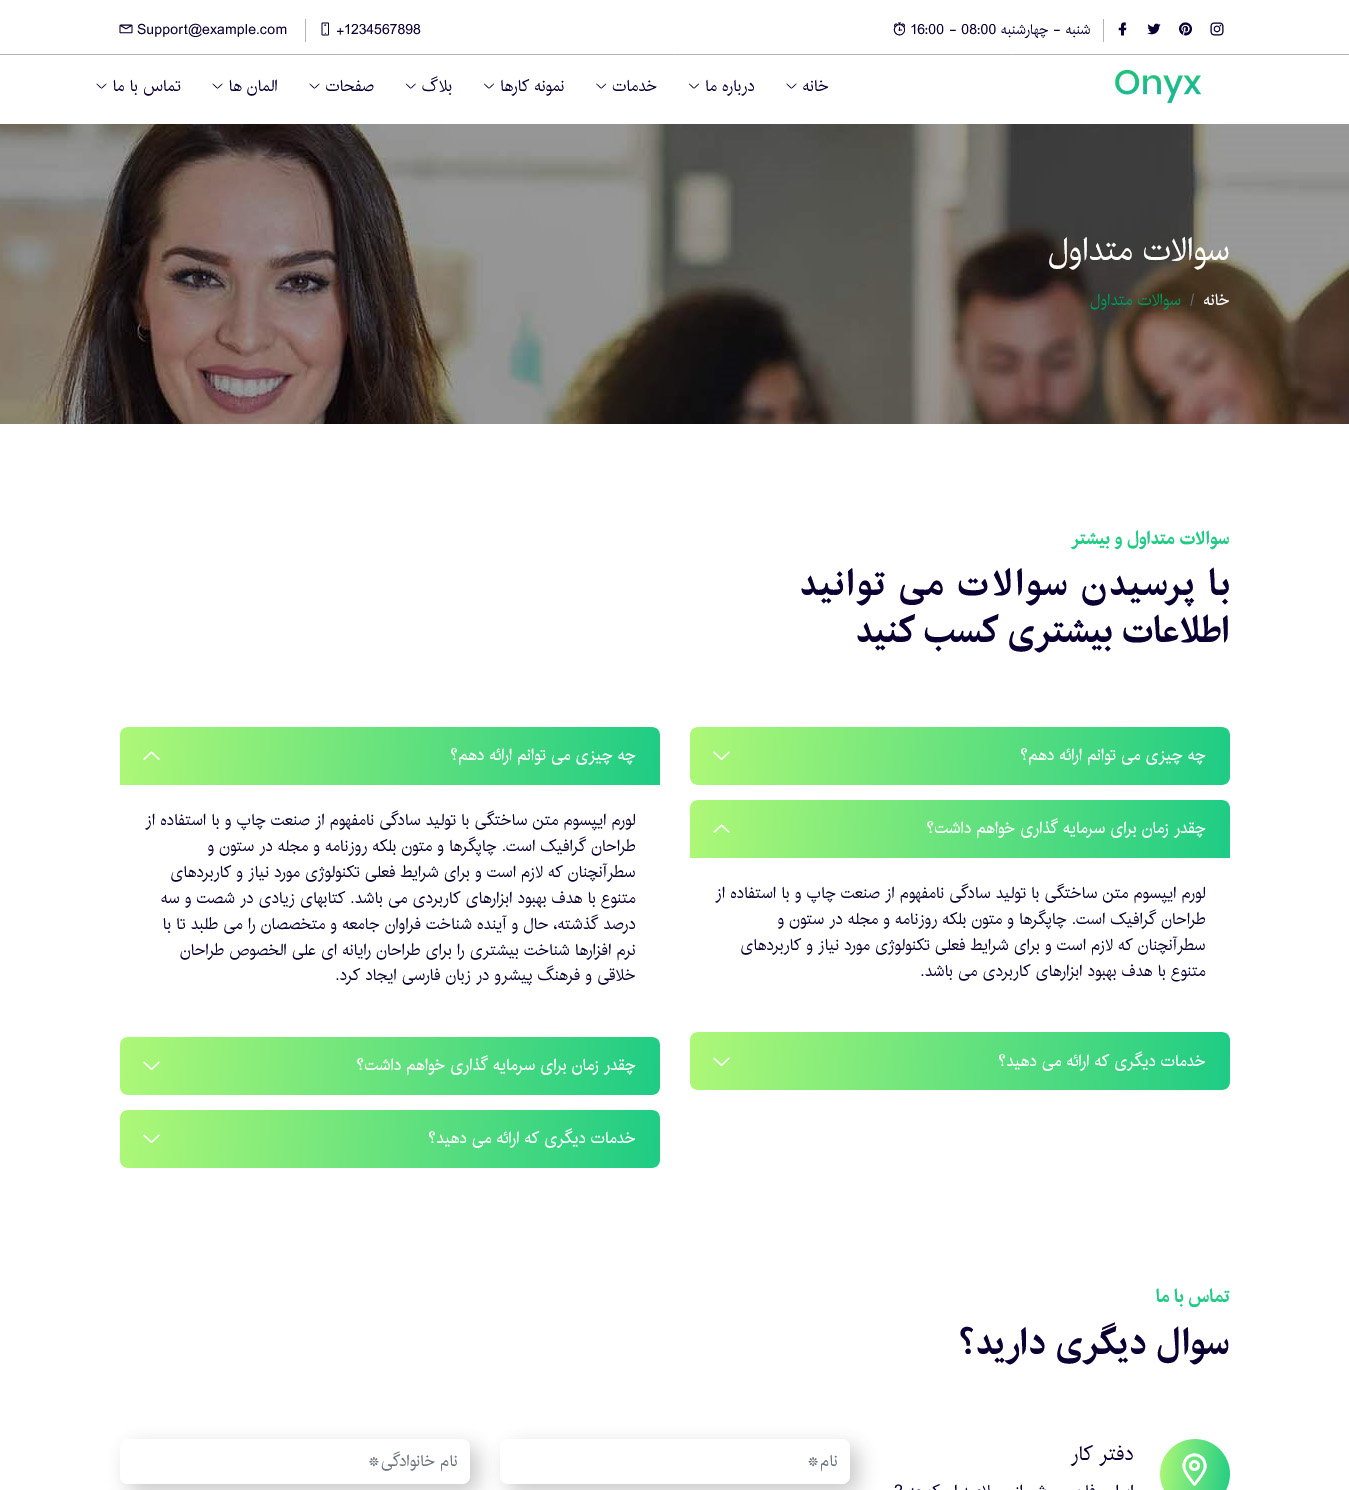 شنبه - چهارشنبه 08:00 - 16:00
+1234567898
Support@example.com
Onyx
خانه
درباره ما
خدمات
نمونه کارها
بلاگ
صفحات
المان ها
تماس با ما
سوالات متداول
خانه / سوالات متداول
سوالات متداول و بیشتر
با پرسیدن سوالات می توانید
اطلاعات بیشتری کسب کنید
چه چیزی می توانم ارائه دهم؟
چقدر زمان برای سرمایه گذاری خواهم داشت؟
لورم ایپسوم متن ساختگی با تولید سادگی نامفهوم از صنعت چاپ و با استفاده از
طراحان گرافیک است. چاپگرها و متون بلکه روزنامه و مجله در ستون و
سطرآنچنان که لازم است و برای شرایط فعلی تکنولوژی مورد نیاز و کاربردهای
متنوع با هدف بهبود ابزارهای کاربردی می باشد.
خدمات دیگری که ارائه می دهید؟
چه چیزی می توانم ارائه دهم؟
لورم ایپسوم متن ساختگی با تولید سادگی نامفهوم از صنعت چاپ و با استفاده از
طراحان گرافیک است. چاپگرها و متون بلکه روزنامه و مجله در ستون و
سطرآنچنان که لازم است و برای شرایط فعلی تکنولوژی مورد نیاز و کاربردهای
متنوع با هدف بهبود ابزارهای کاربردی می باشد. کتابهای زیادی در شصت و سه
درصد گذشته، حال و آینده شناخت فراوان جامعه و متخصصان را می طلبد تا با
نرم افزارها شناخت بیشتری را برای طراحان رایانه ای علی الخصوص طراحان
خلاقی و فرهنگ پیشرو در زبان فارسی ایجاد کرد.
چقدر زمان برای سرمایه گذاری خواهم داشت؟
خدمات دیگری که ارائه می دهید؟
تماس با ما
سوال دیگری دارید؟
دفتر کار
نام*
نام خانوادگی*